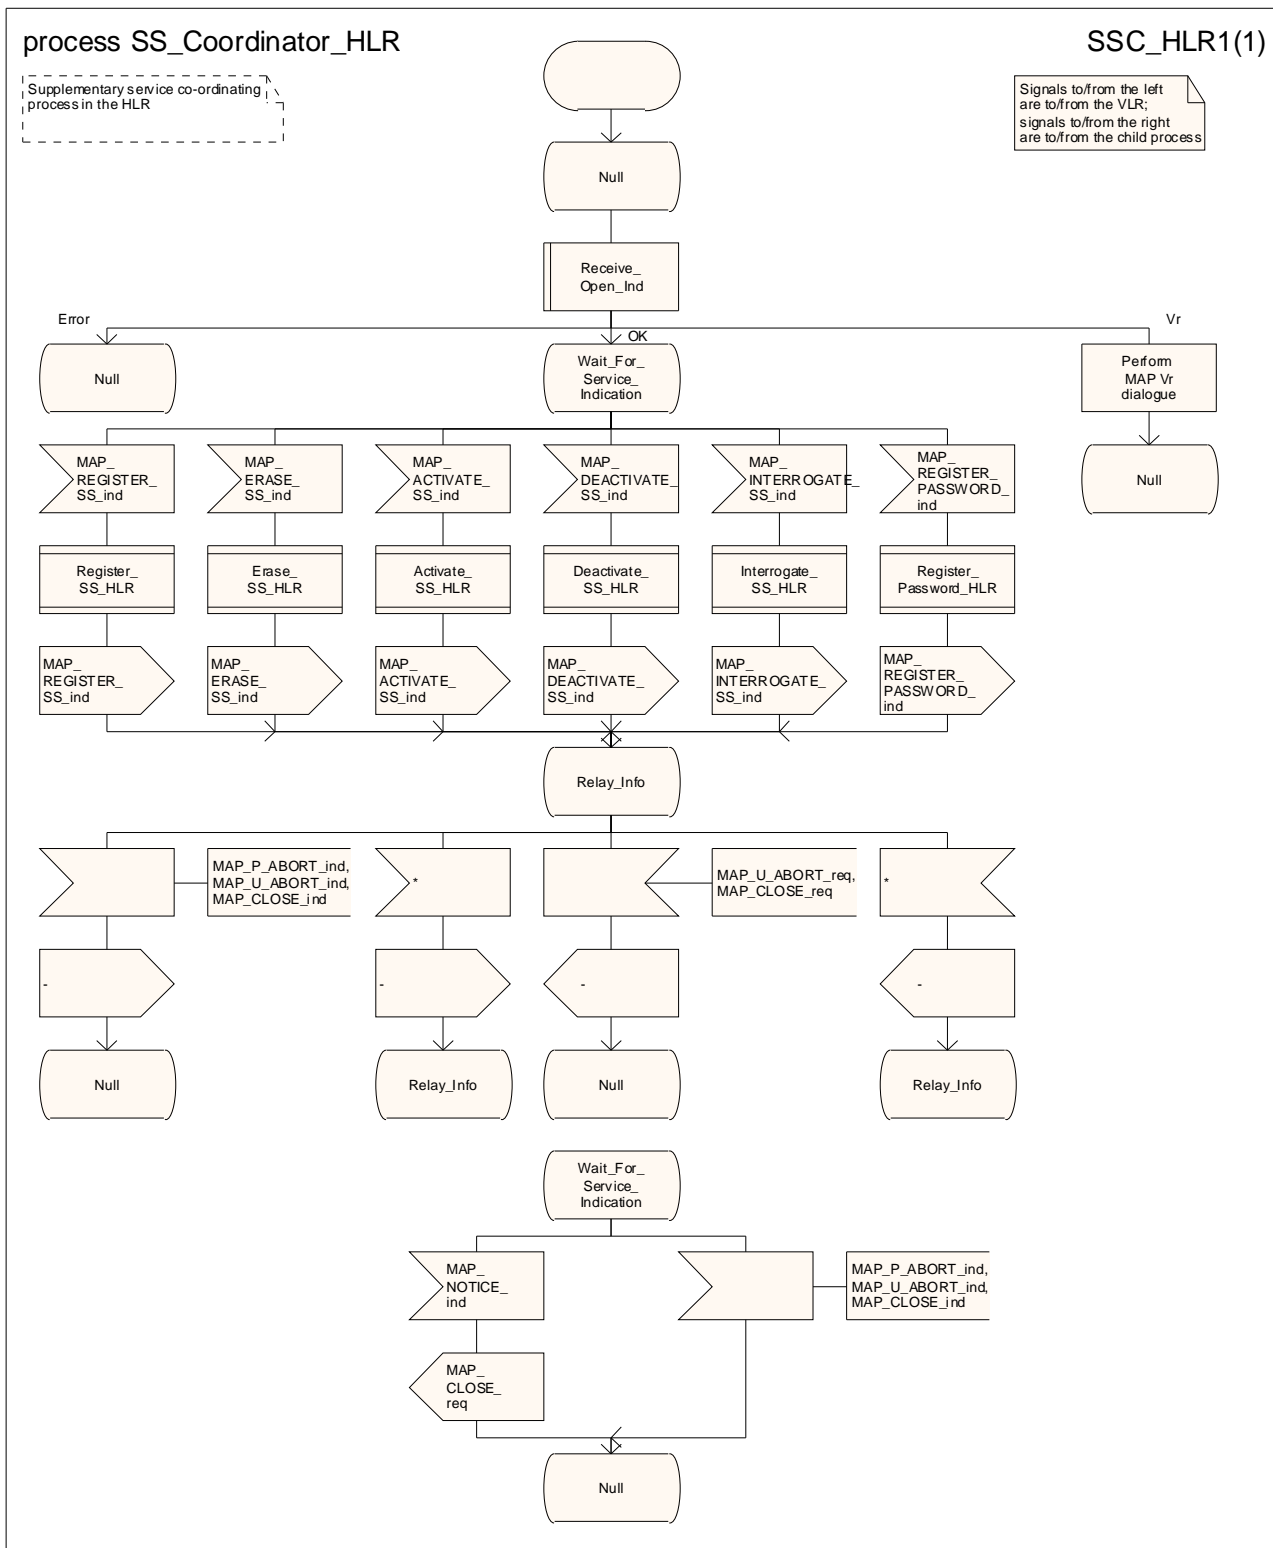 process SS_Coordinator_HLR
SSC_HLR1(1)
Supplementary service co-ordinating
process in the HLR
Signals to/from the left
are to/from the VLR;
signals to/from the right
are to/from the child process
Null
Receive_
Open_Ind
Error
OK
Vr
Null
Wait_For_
Service_
Indication
Perform
MAP Vr
dialogue
MAP_
REGISTER_
SS_ind
MAP_
ERASE_
SS_ind
MAP_
ACTIVATE_
SS_ind
MAP_
DEACTIVATE_
SS_ind
MAP_
INTERROGATE_
SS_ind
MAP_
REGISTER_
PASSWORD_
ind
Null
Register_
SS_HLR
Erase_
SS_HLR
Activate_
SS_HLR
Deactivate_
SS_HLR
Interrogate_
SS_HLR
Register_
Password_HLR
MAP_
REGISTER_
SS_ind
MAP_
ERASE_
SS_ind
MAP_
ACTIVATE_
SS_ind
MAP_
DEACTIVATE_
SS_ind
MAP_
INTERROGATE_
SS_ind
MAP_
REGISTER_
PASSWORD_
ind
Relay_Info
MAP_P_ABORT_ind,
MAP_U_ABORT_ind,
MAP_CLOSE_ind
*
MAP_U_ABORT_req,
MAP_CLOSE_req
*
-
-
-
-
Null
Relay_Info
Null
Relay_Info
Wait_For_
Service_
Indication
MAP_
NOTICE_
ind
MAP_P_ABORT_ind,
MAP_U_ABORT_ind,
MAP_CLOSE_ind
MAP_
CLOSE_
req
Null